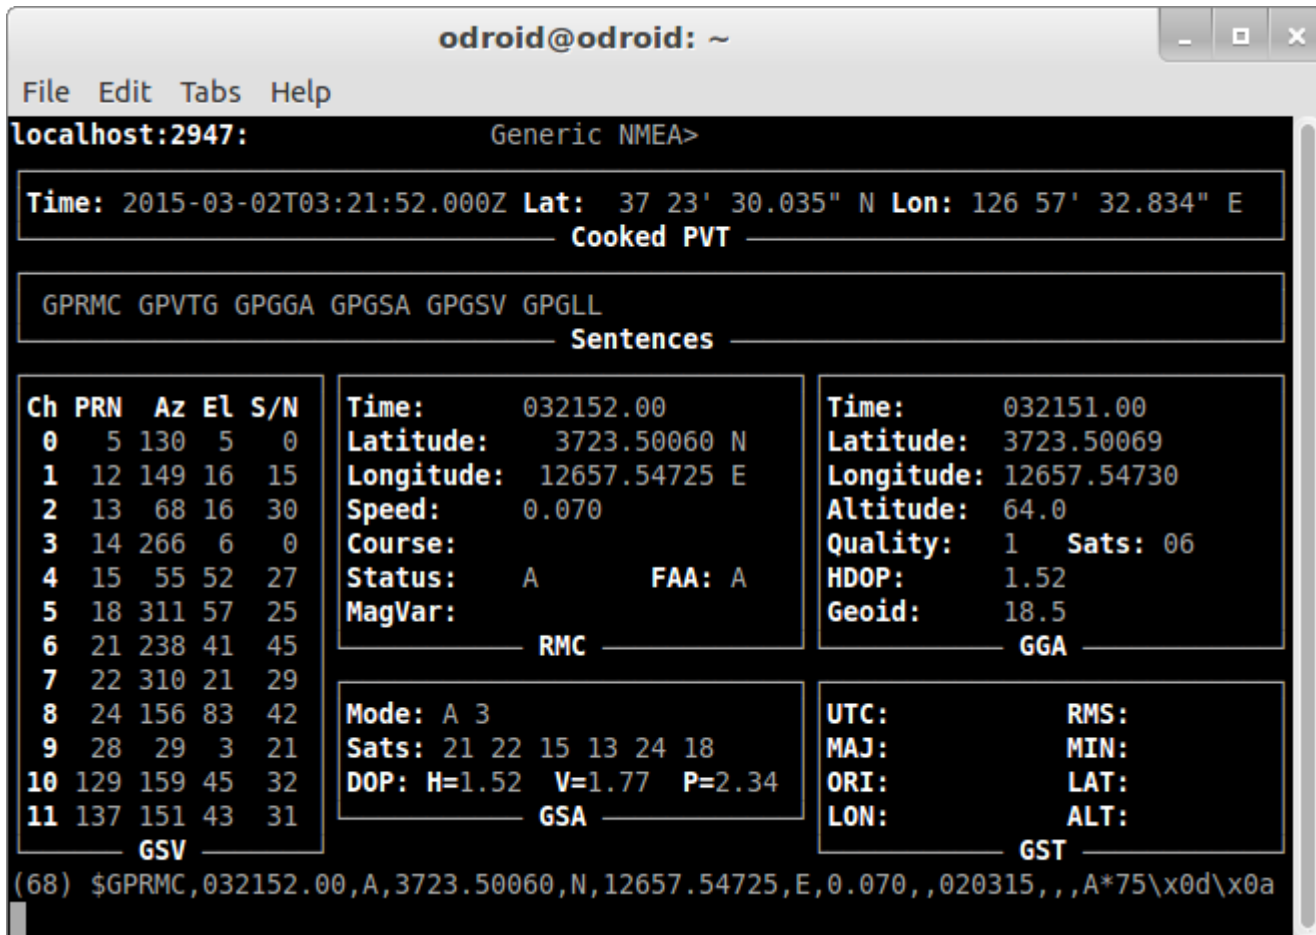 odroid@odroid: ~
File Edit Tabs Help
localhost:2947: Generic NMEA>
Time: 2015-03-02T03:21:52.000Z Lat: 37 23' 30.035" N Lon: 126 57' 32.834" E
Cooked PVT
GPRMC GPVTG GPGGA GPGSA GPGSV GPGLL
Sentences
Ch PRN Az El S/N
0 5 130 5 0
1 12 149 16 15
2 13 68 16 30
3 14 266 6 0
4 15 55 52 27
5 18 311 57 25
6 21 238 41 45
7 22 310 21 29
8 24 156 83 42
9 28 29 3 21
10 129 159 45 32
11 137 151 43 31
GSV
Time: 032152.00
Latitude: 3723.50060 N
Longitude: 12657.54725 E
Speed: 0.070
Course:
Status: A FAA: A
MagVar:
RMC
Time: 032151.00
Latitude: 3723.50069
Longitude: 12657.54730
Altitude: 64.0
Quality: 1 Sats: 06
HDOP: 1.52
Geoid: 18.5
GGA
Mode: A 3
Sats: 21 22 15 13 24 18
DOP: H=1.52 V=1.77 P=2.34
GSA
UTC: RMS:
MAJ: MIN:
ORI: LAT:
LON: ALT:
GST
(68) $GPRMC,032152.00,A,3723.50060,N,12657.54725,E,0.070,,020315,,,A*75\x0d\x0a